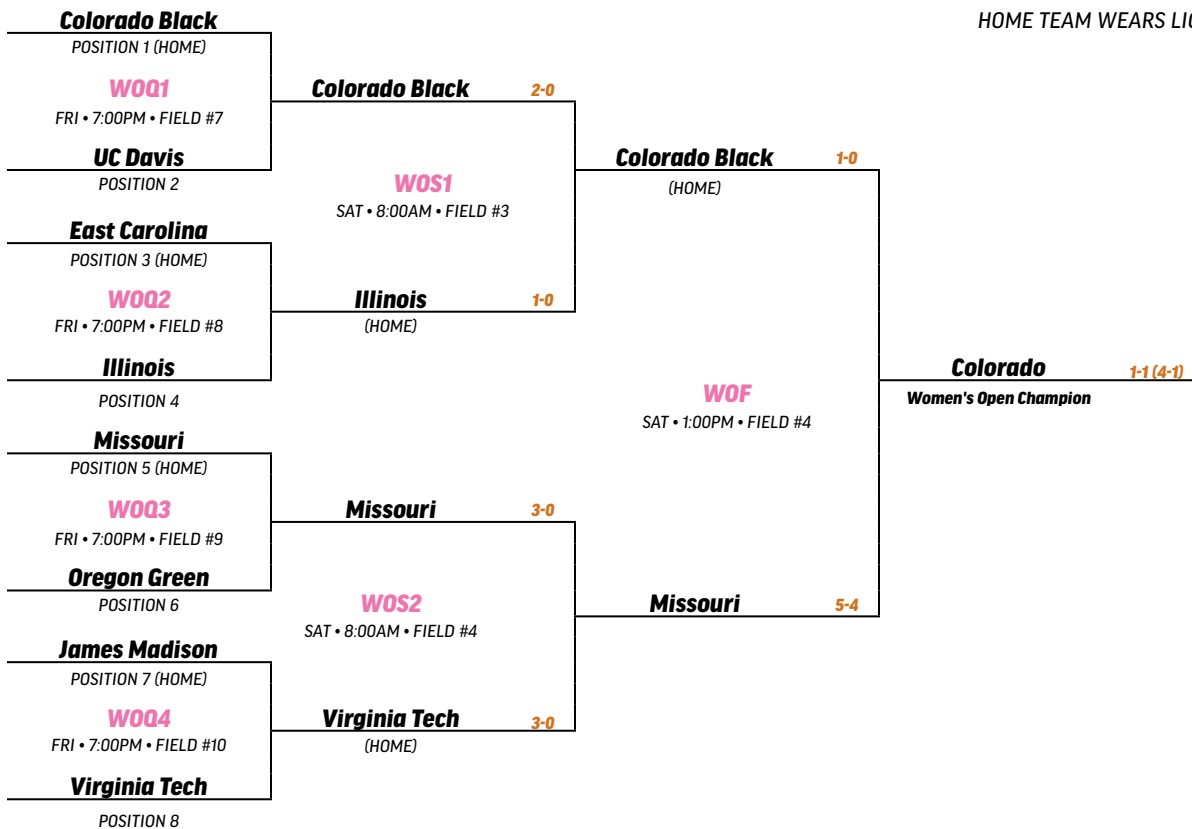 Colorado Black
HOME TEAM WEARS LIG
POSITION 1 (HOME)
WOQ1
FRI • 7:00PM • FIELD #7
Colorado Black 2-0
UC Davis
POSITION 2
Colorado Black 1-0
(HOME)
WOS1
SAT • 8:00AM • FIELD #3
East Carolina
POSITION 3 (HOME)
WOQ2
FRI • 7:00PM • FIELD #8
Illinois 1-0
(HOME)
Illinois
POSITION 4
WOF
SAT • 1:00PM • FIELD #4
Colorado 1-1 (4-1)
Women's Open Champion
Missouri
POSITION 5 (HOME)
WOQ3
FRI • 7:00PM • FIELD #9
Missouri 3-0
Oregon Green
POSITION 6
WOS2
SAT • 8:00AM • FIELD #4
Missouri 5-4
James Madison
POSITION 7 (HOME)
WOQ4
FRI • 7:00PM • FIELD #10
Virginia Tech 3-0
(HOME)
Virginia Tech
POSITION 8